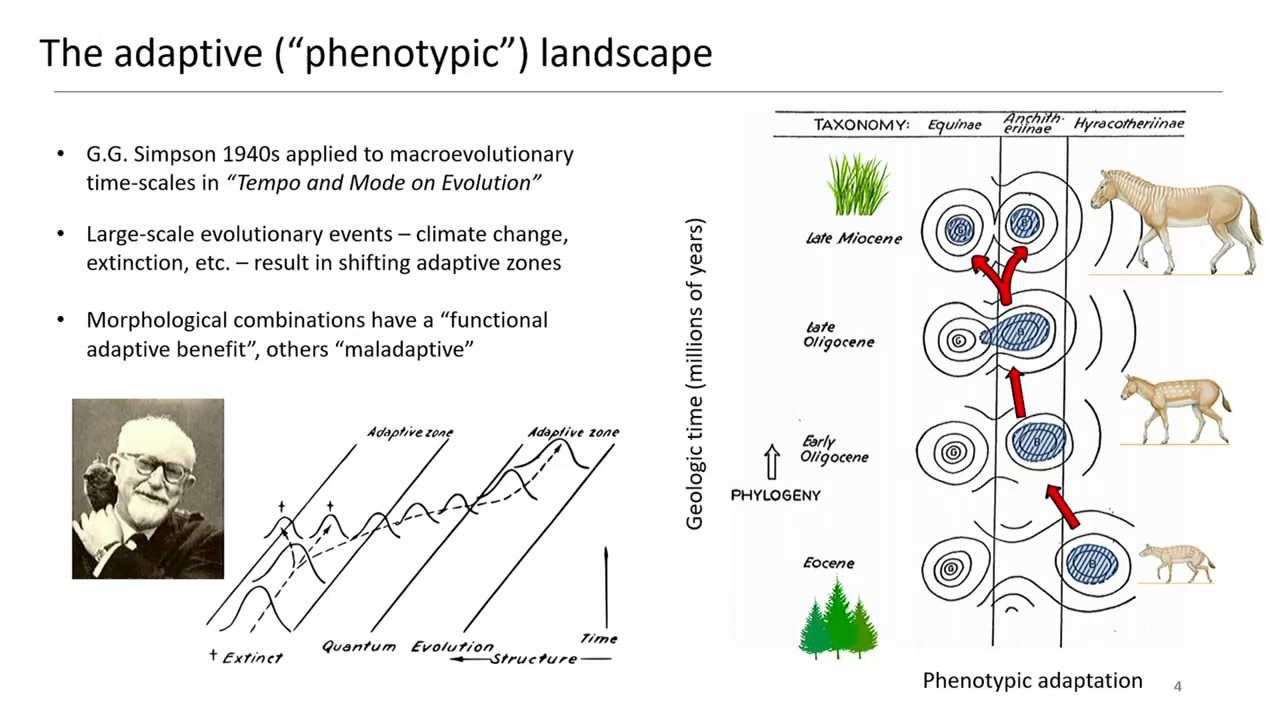 The adaptive (“phenotypic”) landscape
• G.G. Simpson 1940s applied to macroevolutionary
time-scales in “Tempo and Mode on Evolution”
• Large-scale evolutionary events – climate change,
extinction, etc. – result in shifting adaptive zones
• Morphological combinations have a “functional
adaptive benefit”, others “maladaptive”
Adaptive zone
Adaptive zone
†
†
† Extinct
Quantum Evolution
Structure
Time
Geologic time (millions of years)
TAXONOMY: Equinae
Anchith-
eriinae
Hyracotheriinae
Late Miocene
G
B
Late
Oligocene
G
B
Early
Oligocene
G
B
PHYLOGENY
Eocene
G
B
Phenotypic adaptation
4